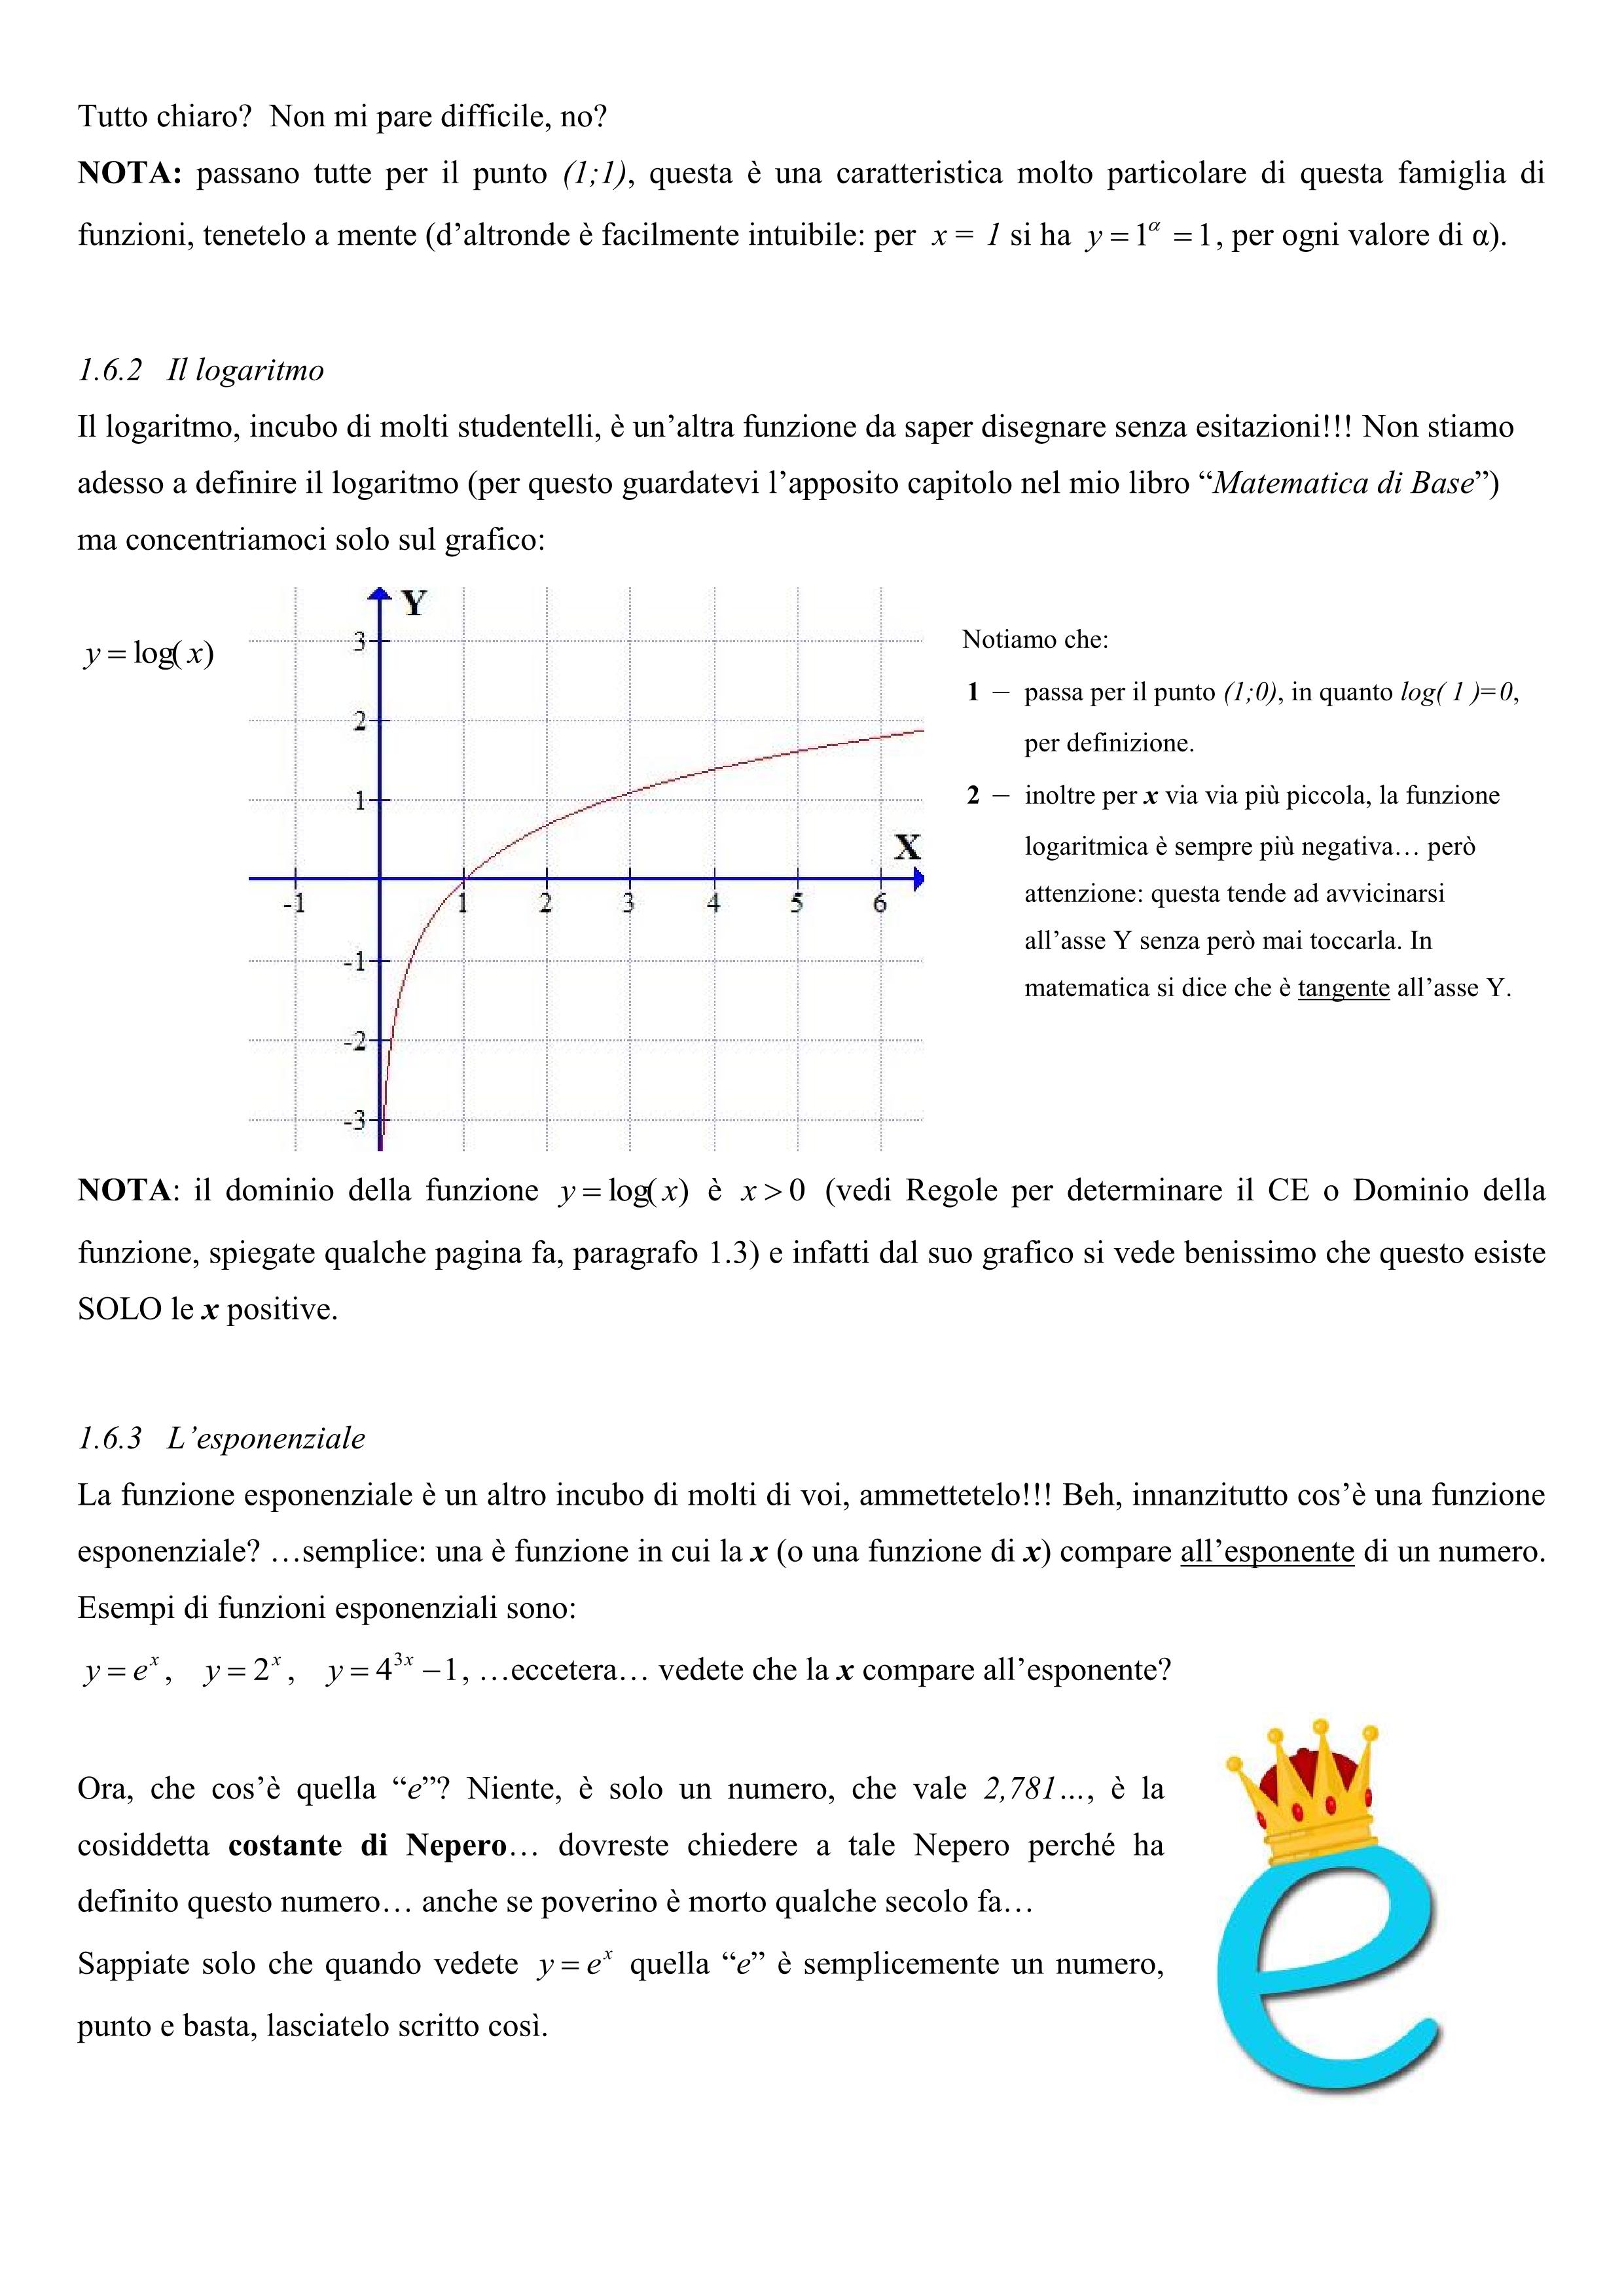 Tutto chiaro? Non mi pare difficile, no?
NOTA: passano tutte per il punto (1;1), questa è una caratteristica molto particolare di questa famiglia di
funzioni, tenetelo a mente (d’altronde è facilmente intuibile: per x = 1 si ha y = 1^α = 1, per ogni valore di α).
1.6.2 Il logaritmo
Il logaritmo, incubo di molti studentelli, è un’altra funzione da saper disegnare senza esitazioni!!! Non stiamo
adesso a definire il logaritmo (per questo guardatevi l’apposito capitolo nel mio libro “Matematica di Base”)
ma concentriamoci solo sul grafico:
y = log(x)
Y
3
2
1
X
-1 1 2 3 4 5 6
-1
-2
-3
Notiamo che:
1 – passa per il punto (1;0), in quanto log( 1 )=0,
per definizione.
2 – inoltre per x via via più piccola, la funzione
logaritmica è sempre più negativa… però
attenzione: questa tende ad avvicinarsi
all’asse Y senza però mai toccarla. In
matematica si dice che è tangente all’asse Y.
NOTA: il dominio della funzione y = log(x) è x > 0 (vedi Regole per determinare il CE o Dominio della
funzione, spiegate qualche pagina fa, paragrafo 1.3) e infatti dal suo grafico si vede benissimo che questo esiste
SOLO le x positive.
1.6.3 L’esponenziale
La funzione esponenziale è un altro incubo di molti di voi, ammettetelo!!! Beh, innanzitutto cos’è una funzione
esponenziale? …semplice: una è funzione in cui la x (o una funzione di x) compare all’esponente di un numero.
Esempi di funzioni esponenziali sono:
y = e^x, y = 2^x, y = 4^3x − 1, …eccetera… vedete che la x compare all’esponente?
Ora, che cos’è quella “e”? Niente, è solo un numero, che vale 2,781…, è la
cosiddetta costante di Nepero… dovreste chiedere a tale Nepero perché ha
definito questo numero… anche se poverino è morto qualche secolo fa…
Sappiate solo che quando vedete y = e^x quella “e” è semplicemente un numero,
punto e basta, lasciatelo scritto così.
e